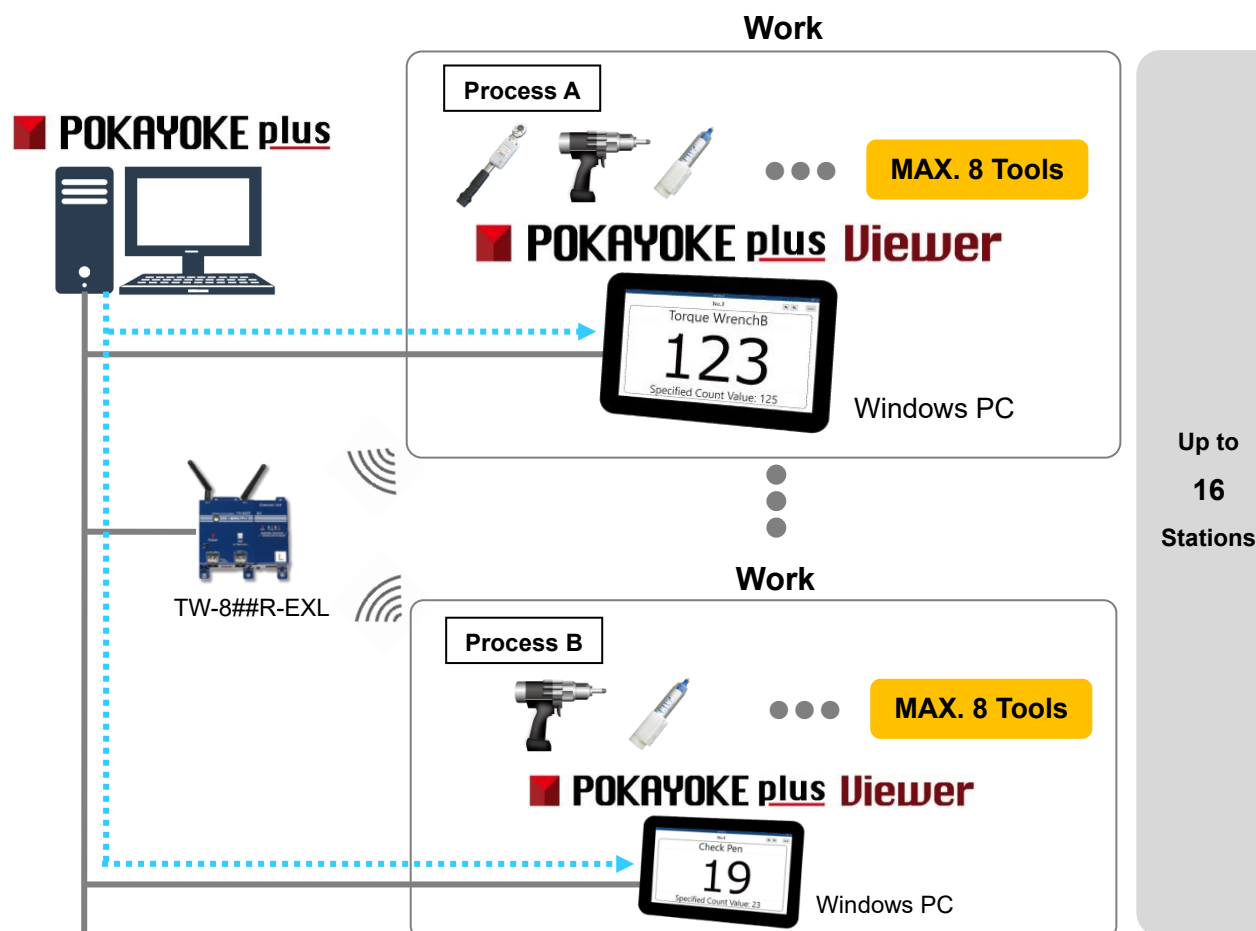 Work
Process A
POKAYOKE plus
MAX. 8 Tools
POKAYOKE plus Viewer
No.3
Torque WrenchB
123
Specified Count Value: 125
Windows PC
Up to
16
Stations
TW-8##R-EXL
Work
Process B
MAX. 8 Tools
POKAYOKE plus Viewer
No.4
Check Pen
19
Specified Count Value: 23
Windows PC